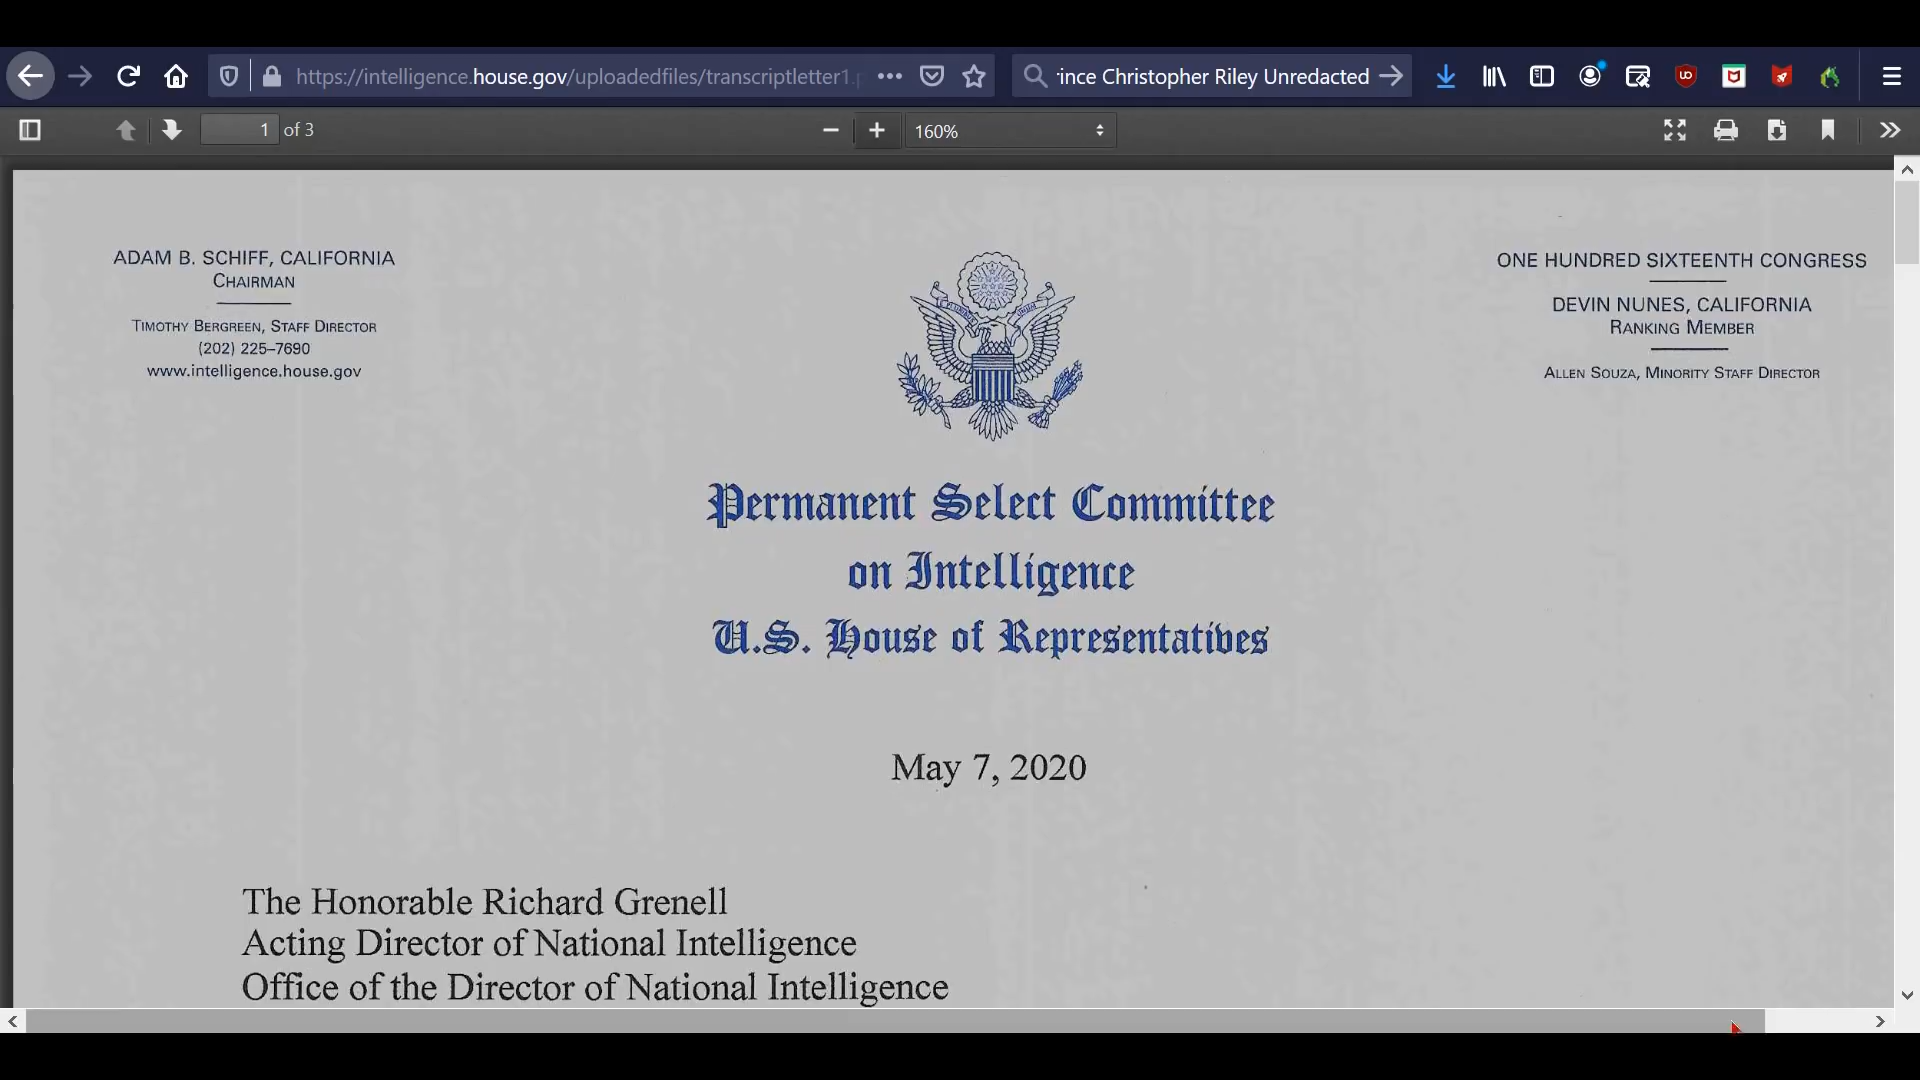 https://intelligence.house.gov/uploadedfiles/transcriptletter1.p
ince Christopher Riley Unredacted
1 of 3
160%
ADAM B. SCHIFF, CALIFORNIA
CHAIRMAN
TIMOTHY BERGREEN, STAFF DIRECTOR
(202) 225–7690
www.intelligence.house.gov
ONE HUNDRED SIXTEENTH CONGRESS
DEVIN NUNES, CALIFORNIA
RANKING MEMBER
ALLEN SOUZA, MINORITY STAFF DIRECTOR
Permanent Select Committee
on Intelligence
U.S. House of Representatives
May 7, 2020
The Honorable Richard Grenell
Acting Director of National Intelligence
Office of the Director of National Intelligence